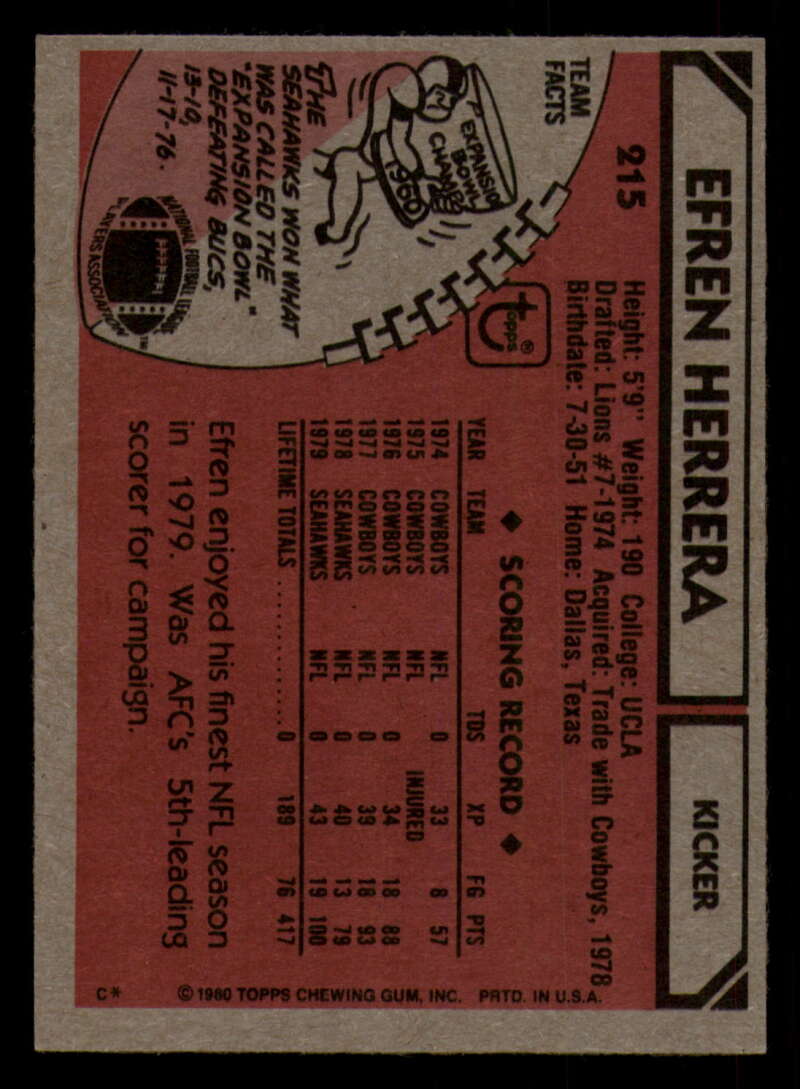 EFREN HERRERA
KICKER
215
Height: 5'9" Weight: 190 College: UCLA
Drafted: Lions #7-1974 Acquired: Trade with Cowboys, 1978
Birthdate: 7-30-51 Home: Dallas, Texas
TEAM
FACTS
EXPANSION
BOWL
CHAMPS
1960
THE
SEAHAWKS WON WHAT
WAS CALLED THE
"EXPANSION BOWL"
DEFEATING BUCS,
13-10,
11-17-76.
NATIONAL FOOTBALL LEAGUE
PLAYERS ASSOCIATION
TM
topps®
◆ SCORING RECORD ◆
YEAR TEAM TDS XP FG PTS
1974 COWBOYS NFL 0 33 8 57
1975 COWBOYS INJURED
1976 COWBOYS NFL 0 34 18 88
1977 COWBOYS NFL 0 39 18 93
1978 SEAHAWKS NFL 0 40 13 79
1979 SEAHAWKS NFL 0 43 19 100
LIFETIME TOTALS ............ 0 189 76 417
Efren enjoyed his finest NFL season
in 1979. Was AFC's 5th-leading
scorer for campaign.
C* © 1980 TOPPS CHEWING GUM, INC. PRTD. IN U.S.A.